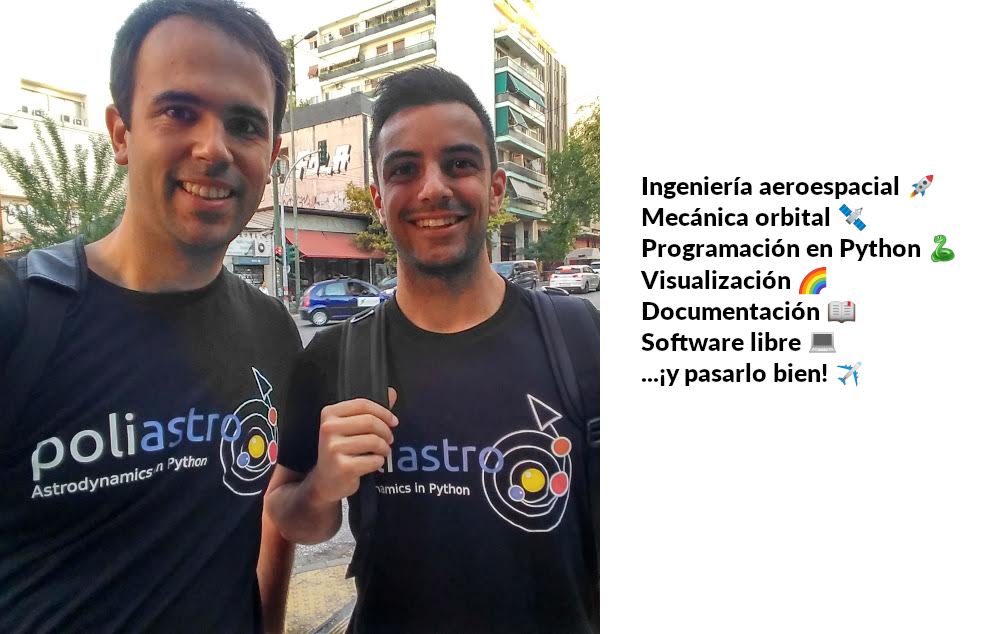 poliastro
Astrodynamics in Python
liastro
namics in Python
Ingeniería aeroespacial 🚀
Mecánica orbital 🛰️
Programación en Python 🐍
Visualización 🌈
Documentación 📖
Software libre 💻
...¡y pasarlo bien! ✈️